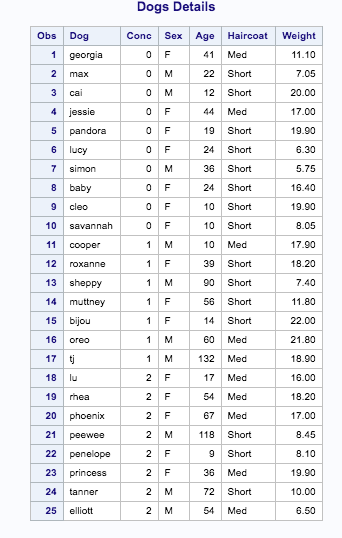 Dogs Details
Obs Dog Conc Sex Age Haircoat Weight
1 georgia 0 F 41 Med 11.10
2 max 0 M 22 Short 7.05
3 cai 0 M 12 Short 20.00
4 jessie 0 F 44 Med 17.00
5 pandora 0 F 19 Short 19.90
6 lucy 0 F 24 Short 6.30
7 simon 0 M 36 Short 5.75
8 baby 0 F 24 Short 16.40
9 cleo 0 F 10 Short 19.90
10 savannah 0 F 10 Short 8.05
11 cooper 1 M 10 Med 17.90
12 roxanne 1 F 39 Short 18.20
13 sheppy 1 M 90 Short 7.40
14 muttney 1 F 56 Short 11.80
15 bijou 1 F 14 Short 22.00
16 oreo 1 M 60 Med 21.80
17 tj 1 M 132 Med 18.90
18 lu 2 F 17 Med 16.00
19 rhea 2 F 54 Med 18.20
20 phoenix 2 F 67 Med 17.00
21 peewee 2 M 118 Short 8.45
22 penelope 2 F 9 Short 8.10
23 princess 2 F 36 Med 19.90
24 tanner 2 M 72 Short 10.00
25 elliott 2 M 54 Med 6.50